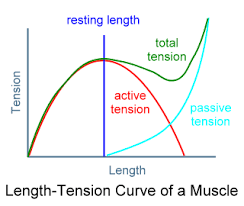 resting length
total
tension
active
tension
passive
tension
Tension
Length
Length-Tension Curve of a Muscle